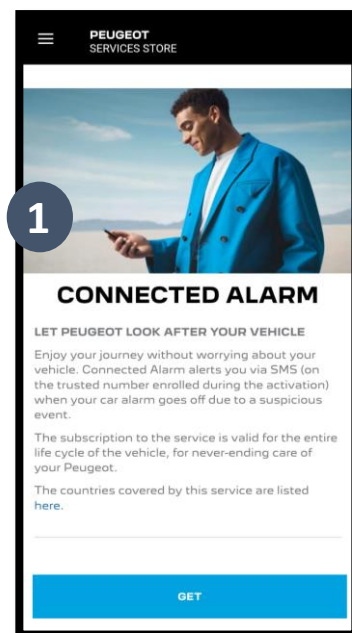 PEUGEOT
SERVICES STORE
1
CONNECTED ALARM
LET PEUGEOT LOOK AFTER YOUR VEHICLE
Enjoy your journey without worrying about your
vehicle. Connected Alarm alerts you via SMS (on
the trusted number enrolled during the activation)
when your car alarm goes off due to a suspicious
event.
The subscription to the service is valid for the entire
life cycle of the vehicle, for never-ending care of
your Peugeot.
The countries covered by this service are listed
here.
GET